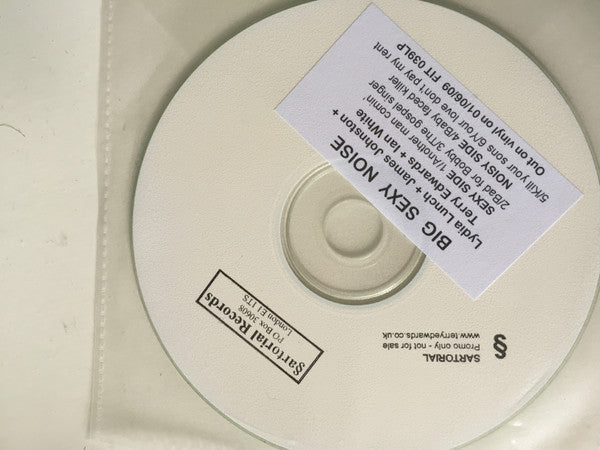 BIG SEXY NOISE
Lydia Lunch + James Johnston +
Terry Edwards + Ian White
SEXY SIDE 1/Another man comin'
2/Bad for Bobby 3/The gospel singer
NOISY SIDE 4/Baby faced killer
5/Kill your sons 6/Your love don't pay my rent
Out on vinyl on 01/06/09 FIT 039LP
Sartorial Records
PO Box 30608
London E1 1TS
§
SARTORIAL
Promo only - not for sale
www.terryedwards.co.uk